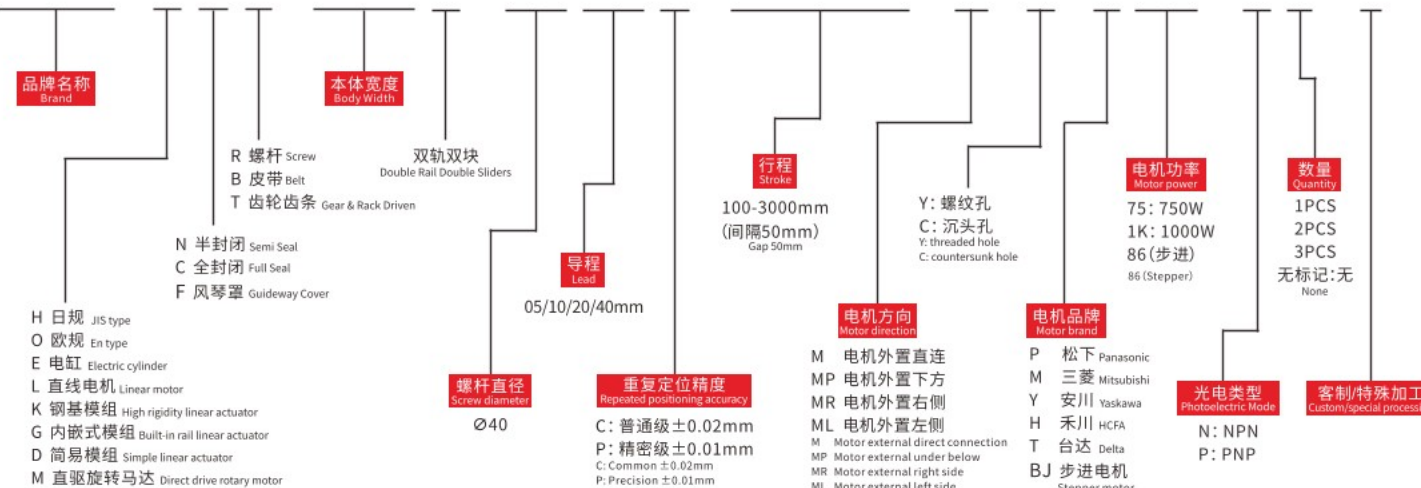 品牌名称
Brand
H 日规 JIS type
O 欧规 En type
E 电缸 Electric cylinder
L 直线电机 Linear motor
K 钢基模组 High rigidity linear actuator
G 内嵌式模组 Built-in rail linear actuator
D 简易模组 Simple linear actuator
M 直驱旋转马达 Direct drive rotary motor
N 半封闭 Semi Seal
C 全封闭 Full Seal
F 风琴罩 Guideway Cover
R 螺杆 Screw
B 皮带 Belt
T 齿轮齿条 Gear & Rack Driven
本体宽度
Body Width
双轨双块
Double Rail Double Sliders
螺杆直径
Screw diameter
Ø40
导程
Lead
05/10/20/40mm
重复定位精度
Repeated positioning accuracy
C: 普通级±0.02mm
P: 精密级±0.01mm
C: Common ±0.02mm
P: Precision ±0.01mm
行程
Stroke
100-3000mm
(间隔50mm)
Gap 50mm
电机方向
Motor direction
M 电机外置直连
MP 电机外置下方
MR 电机外置右侧
ML 电机外置左侧
M Motor external direct connection
MP Motor external under below
MR Motor external right side
ML Motor external left side
Y: 螺纹孔
C: 沉头孔
Y: threaded hole
C: countersunk hole
电机品牌
Motor brand
P 松下 Panasonic
M 三菱 Mitsubishi
Y 安川 Yaskawa
H 禾川 HCFA
T 台达 Delta
BJ 步进电机
Stepper motor
电机功率
Motor power
75: 750W
1K: 1000W
86(步进)
86 (Stepper)
光电类型
Photoelectric Mode
N: NPN
P: PNP
数量
Quantity
1PCS
2PCS
3PCS
无标记:无
None
客制/特殊加工
Custom/special